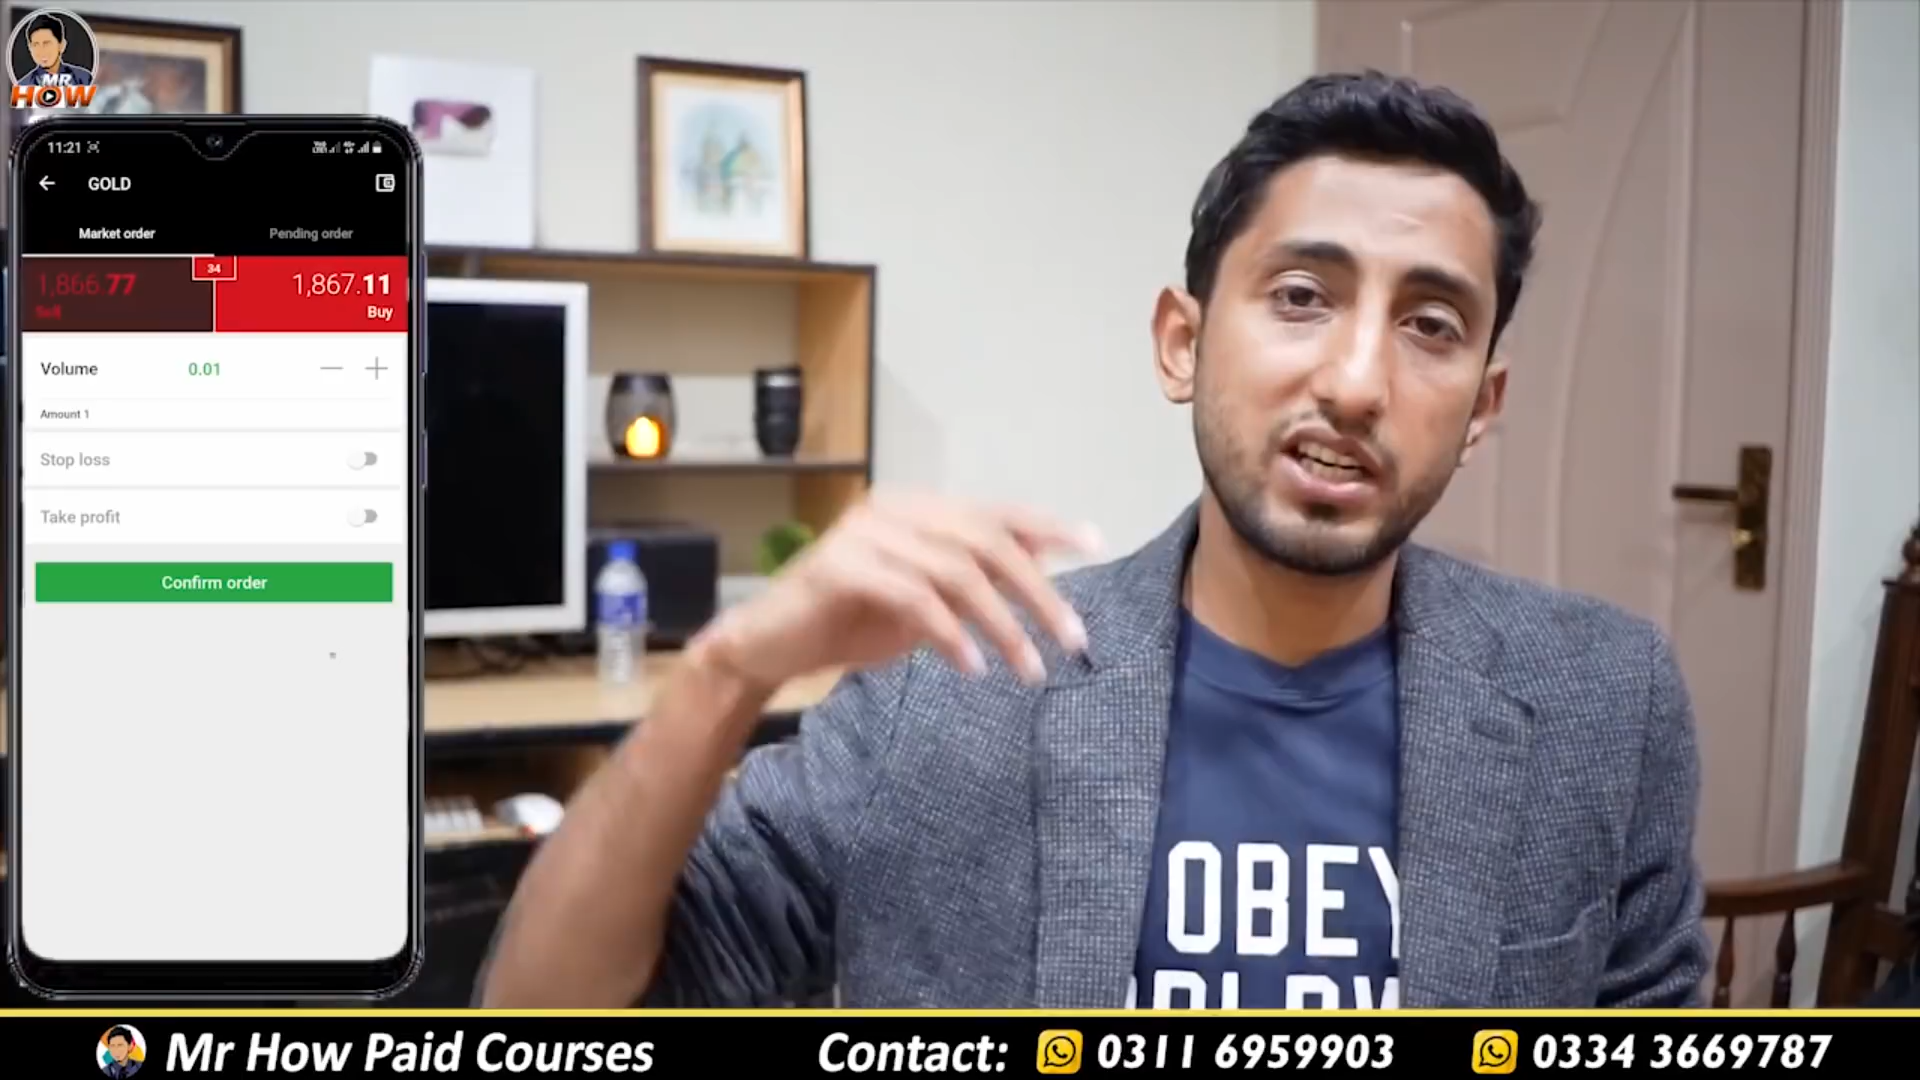 MR
HOW
11:21
GOLD
Market order
Pending order
34
1,866.77
1,867.11
Sell
Buy
Volume
0.01
Amount 1
Stop loss
Take profit
Confirm order
OBEY
Mr How Paid Courses
Contact:
0311 6959903
0334 3669787